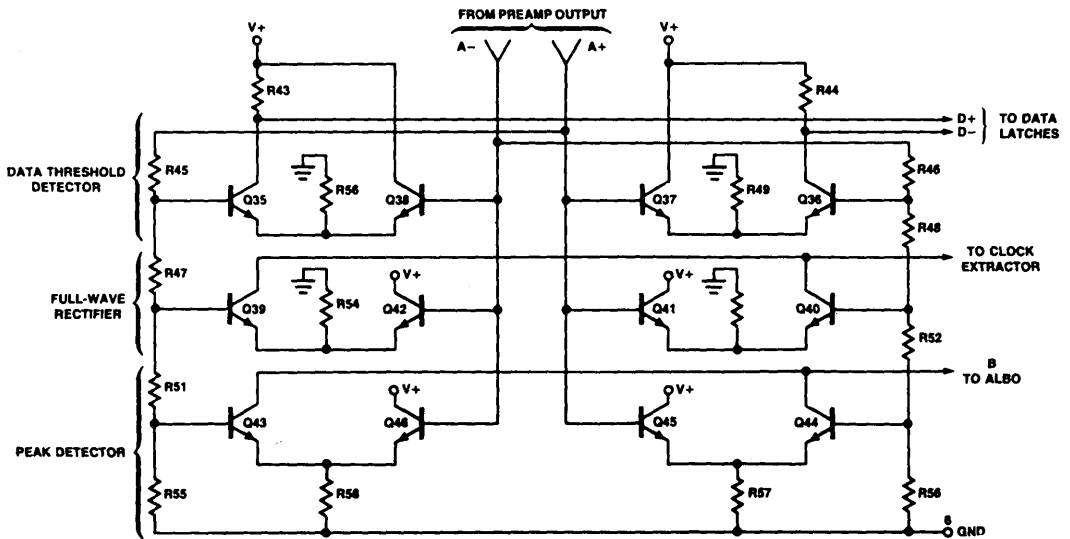 FROM PREAMP OUTPUT
V+
A−
A+
V+
R43
R44
D+
D−
TO DATA
LATCHES
DATA THRESHOLD
DETECTOR
R45
Q35
R56
Q38
Q37
R49
Q36
R46
R48
TO CLOCK
EXTRACTOR
FULL-WAVE
RECTIFIER
R47
Q39
R54
V+
Q42
V+
Q41
Q40
R52
B
TO ALBO
PEAK DETECTOR
R51
Q43
V+
Q46
V+
Q45
Q44
R55
R58
R57
R56
6
GND